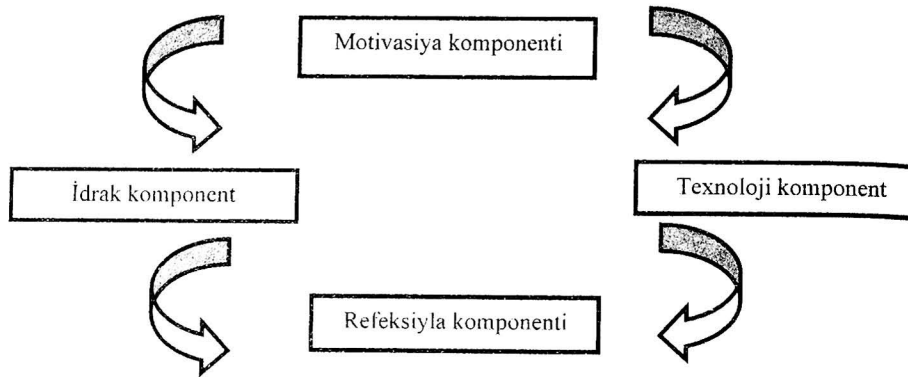 Motivasiya komponenti
İdrak komponent
Texnoloji komponent
Refeksiyla komponenti